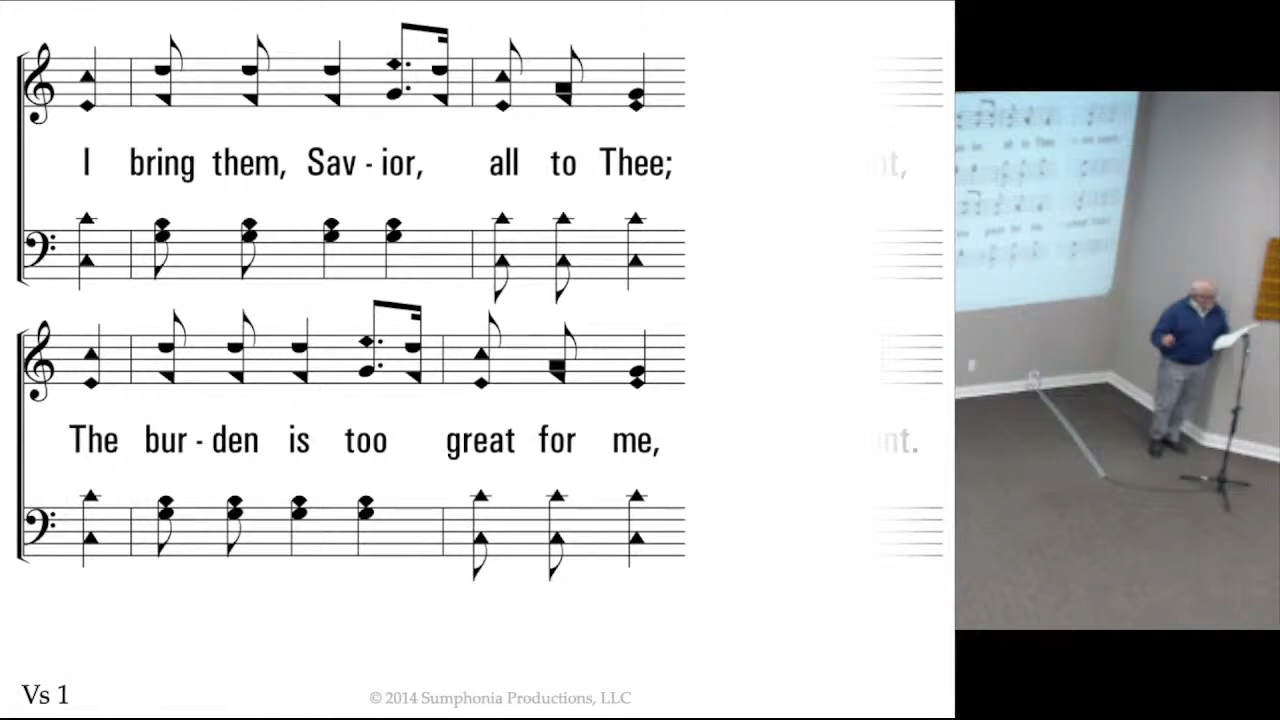 I bring them, Sav - ior, all to Thee;
The bur - den is too great for me,
Vs 1
© 2014 Sumphonia Productions, LLC